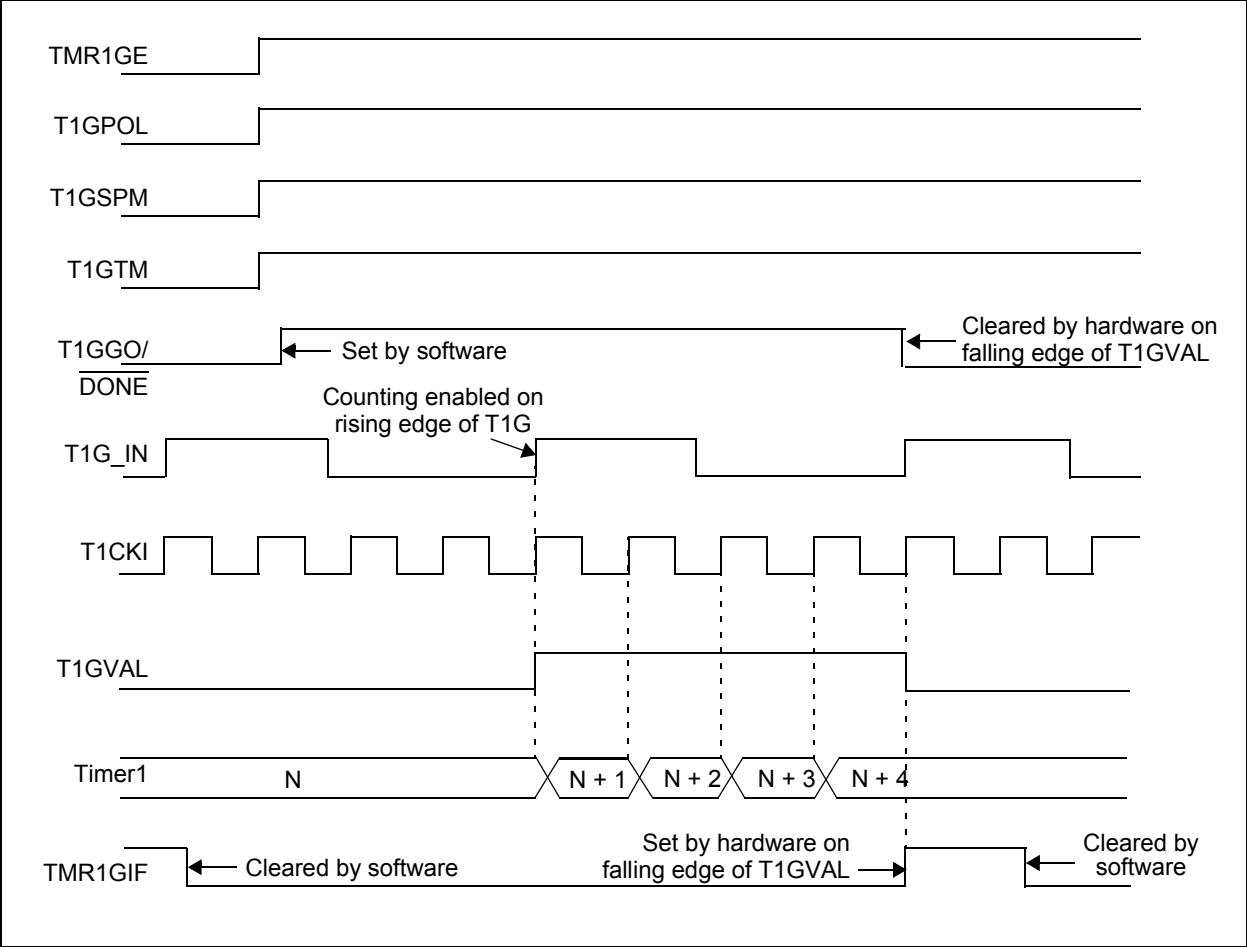 TMR1GE
T1GPOL
T1GSPM
T1GTM
T1GGO/
DONE
Set by software
Cleared by hardware on
falling edge of T1GVAL
Counting enabled on
rising edge of T1G
T1G_IN
T1CKI
T1GVAL
Timer1
N
N + 1
N + 2
N + 3
N + 4
TMR1GIF
Cleared by software
Set by hardware on
falling edge of T1GVAL
Cleared by
software